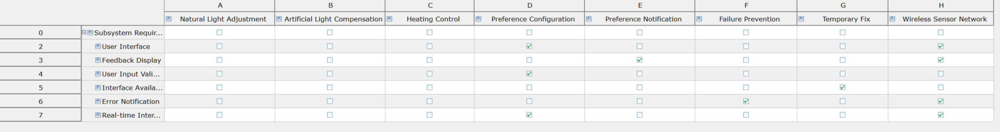 A B C D E F G H
Natural Light Adjustment Artificial Light Compensation Heating Control Preference Configuration Preference Notification Failure Prevention Temporary Fix Wireless Sensor Network
0 Subsystem Requir...
2 User Interface
3 Feedback Display
4 User Input Vali...
5 Interface Availa...
6 Error Notification
7 Real-time Inter...